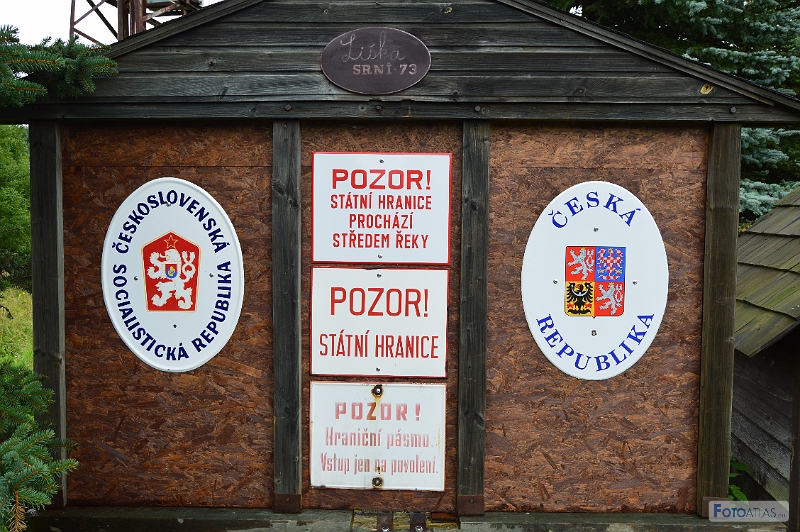 Liška
SRNÍ-73
ČESKOSLOVENSKÁ
SOCIALISTICKÁ REPUBLIKA
POZOR!
STÁTNÍ HRANICE
PROCHÁZÍ
STŘEDEM ŘEKY
POZOR!
STÁTNÍ HRANICE
POZOR!
Hraniční pásmo.
Vstup jen na povolení.
ČESKÁ
REPUBLIKA
FOTOATLAS.eu